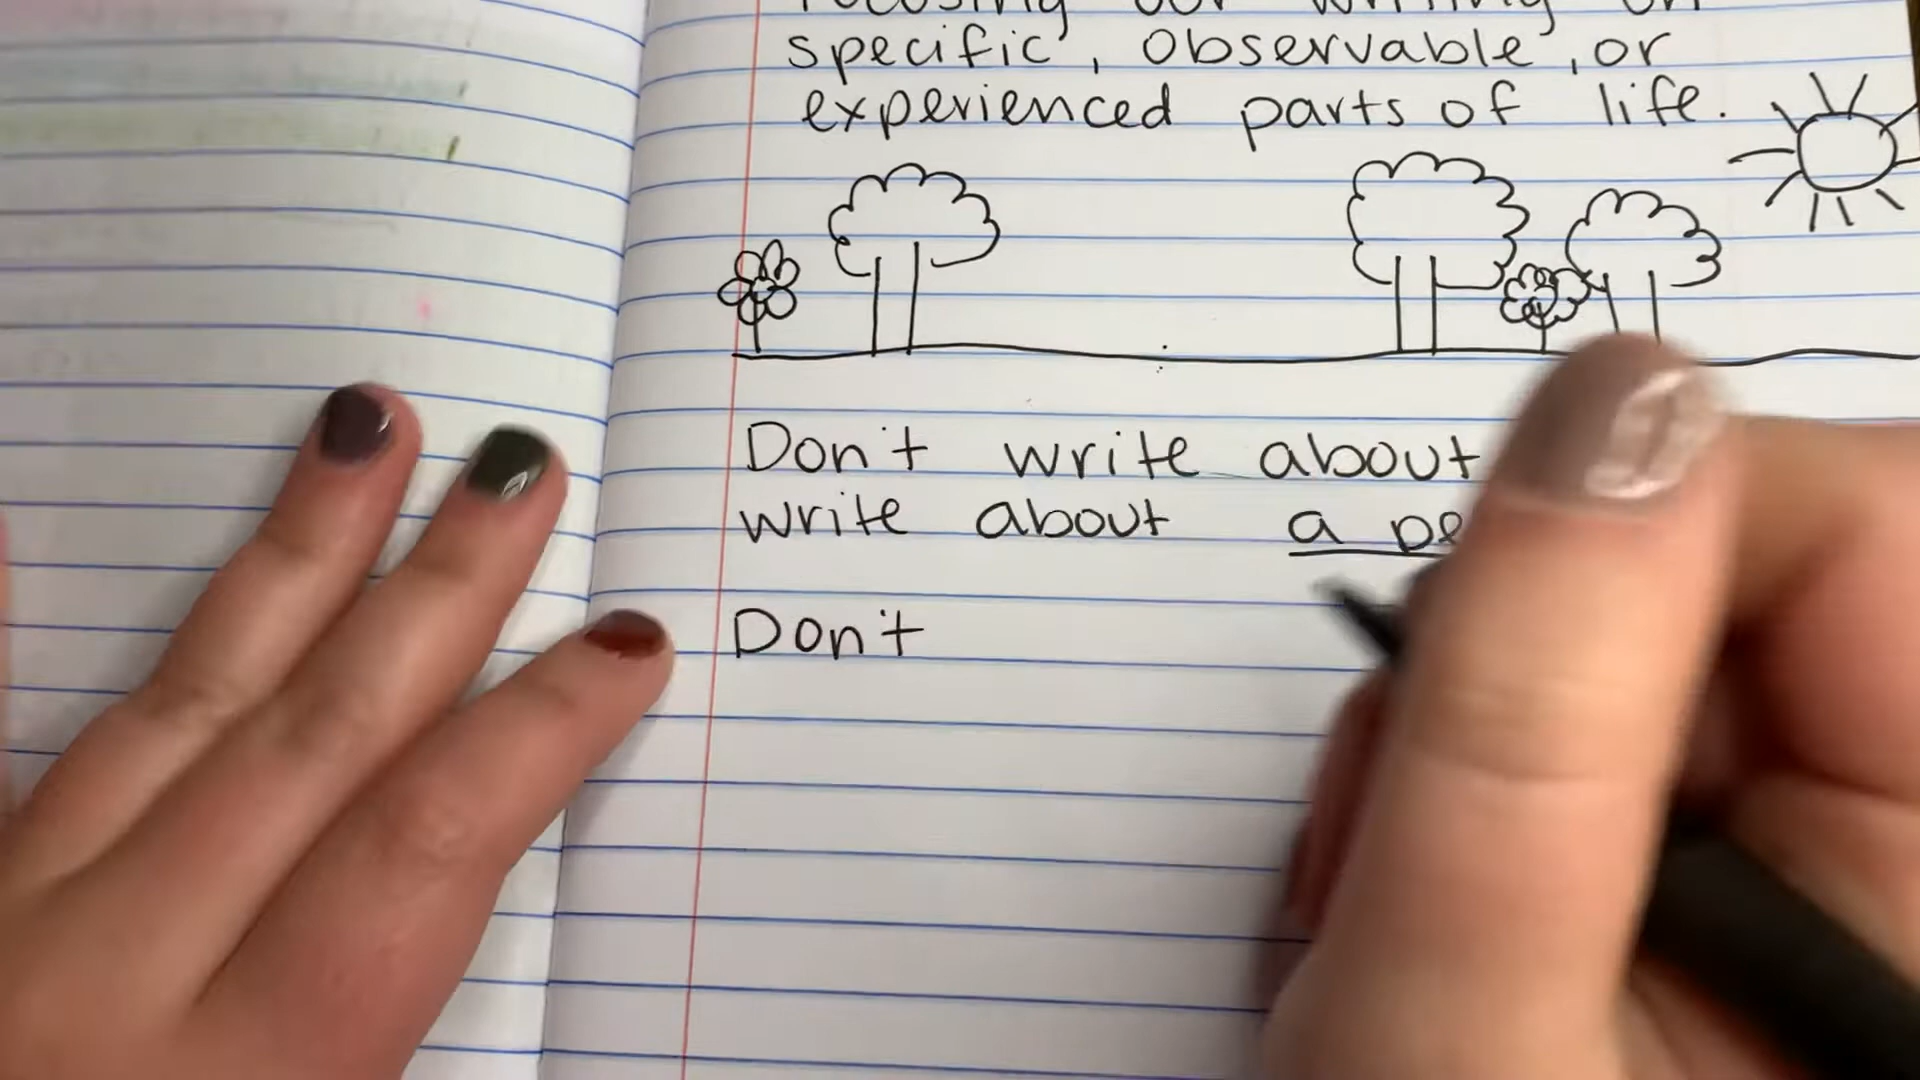 specific, observable, or
experienced parts of life.
Don't write about
write about a
Don't